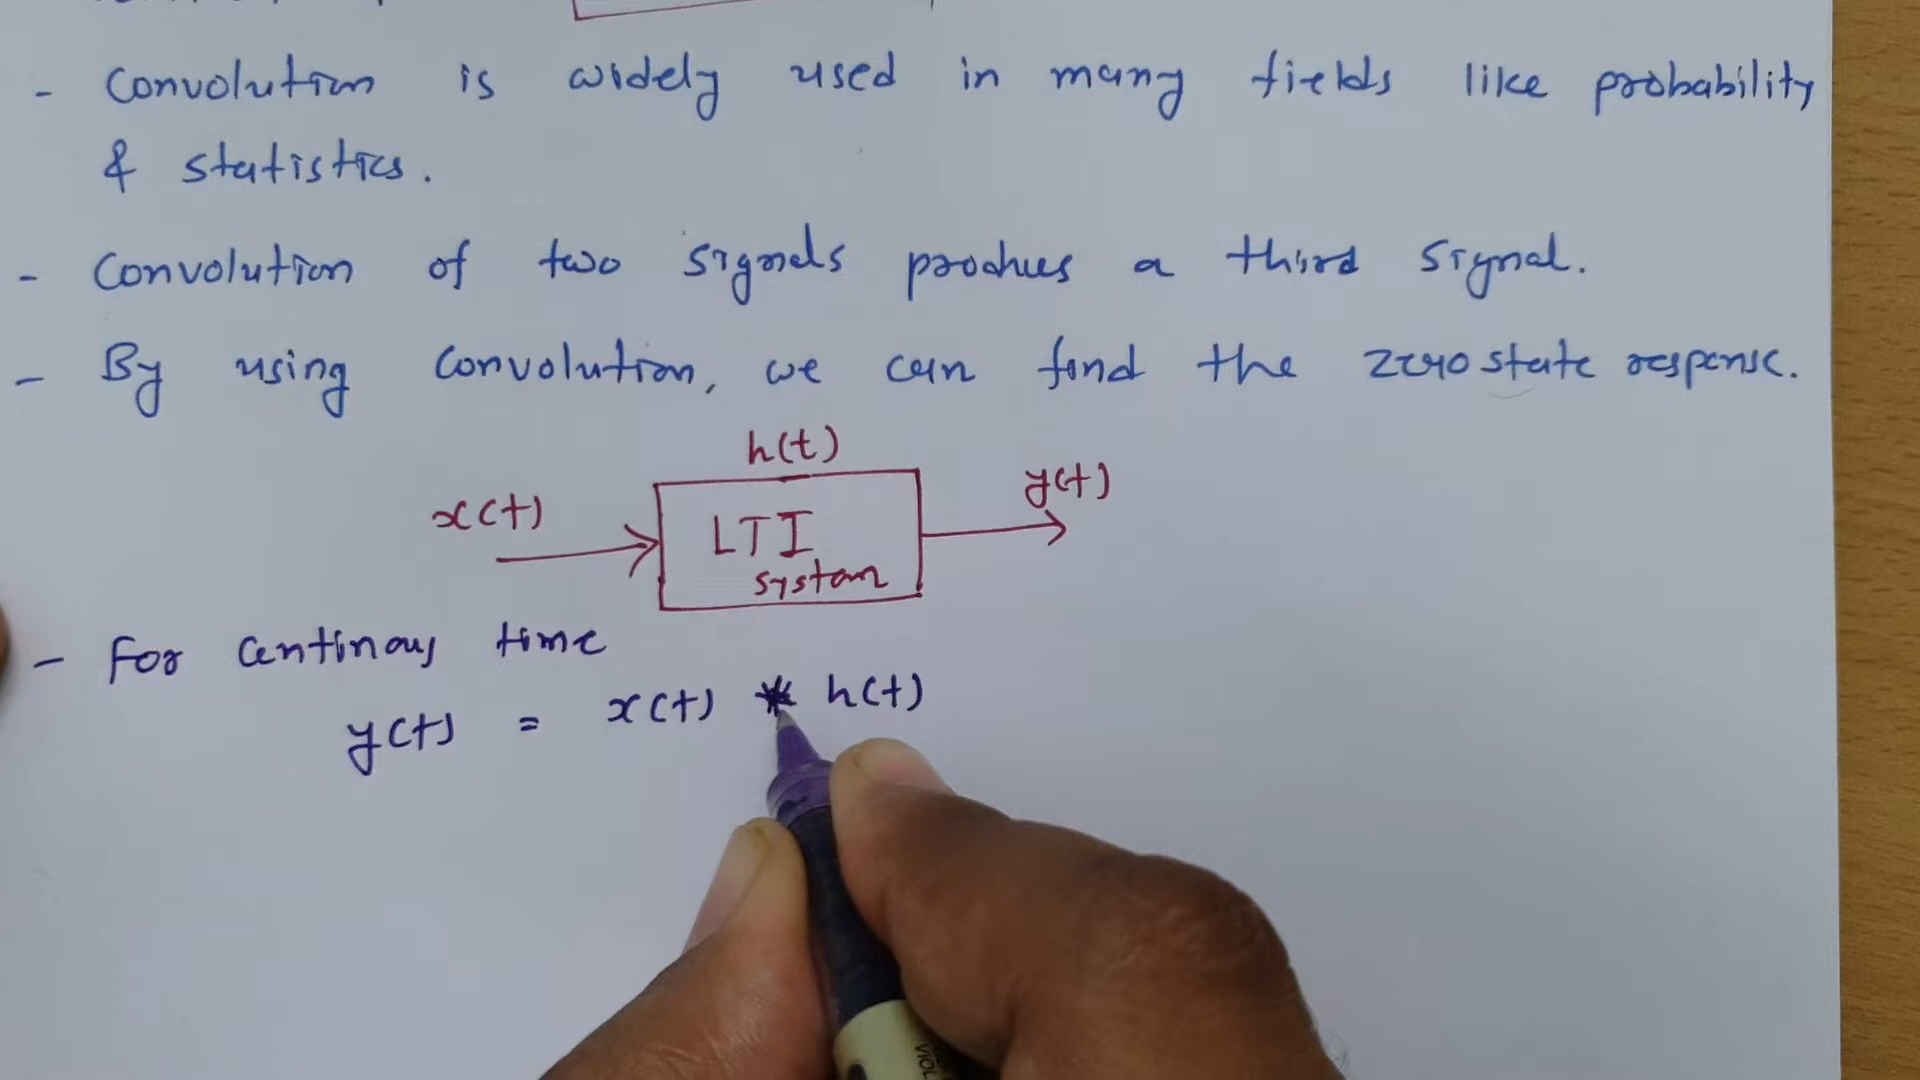 - Convolution is widely used in many fields like probability
& statistics.
- Convolution of two signals produces a third signal.
- By using convolution, we can find the zero state response.
h(t)
x(t)
y(t)
LTI
system
- For continous time
y(t) = x(t) * h(t)